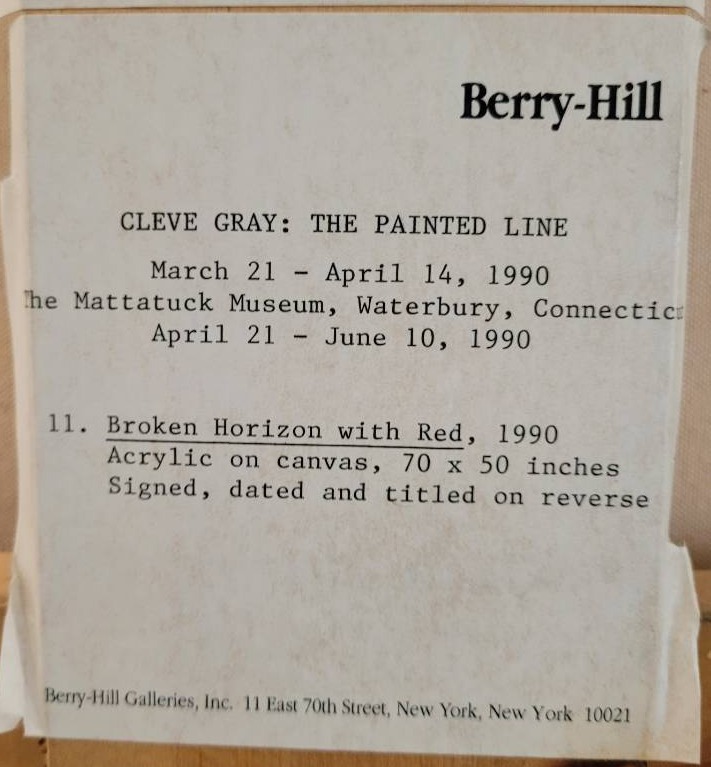 Berry-Hill
CLEVE GRAY: THE PAINTED LINE
March 21 - April 14, 1990
The Mattatuck Museum, Waterbury, Connectic
April 21 - June 10, 1990
11. Broken Horizon with Red, 1990
Acrylic on canvas, 70 x 50 inches
Signed, dated and titled on reverse
Berry-Hill Galleries, Inc. 11 East 70th Street, New York, New York 10021